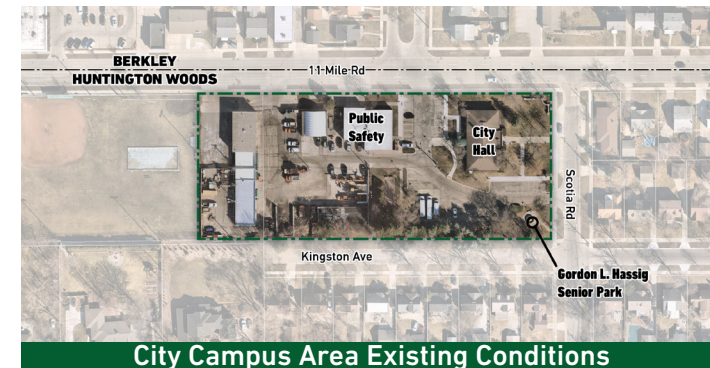 BERKLEY
HUNTINGTON WOODS
11 Mile Rd
Public
Safety
City
Hall
Scotia Rd
Kingston Ave
Gordon L. Hassig
Senior Park
City Campus Area Existing Conditions